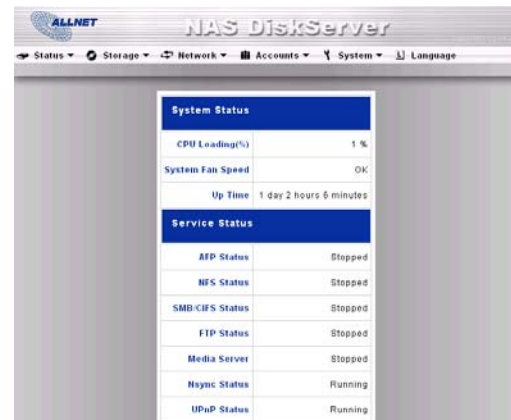 ALLNET
NAS DiskServer
Status Storage Network Accounts System Language
System Status
CPU Loading(%) 1 %
System Fan Speed OK
Up Time 1 day 2 hours 6 minutes
Service Status
AFP Status Stopped
NFS Status Stopped
SMB/CIFS Status Stopped
FTP Status Stopped
Media Server Stopped
Nsync Status Running
UPnP Status Running